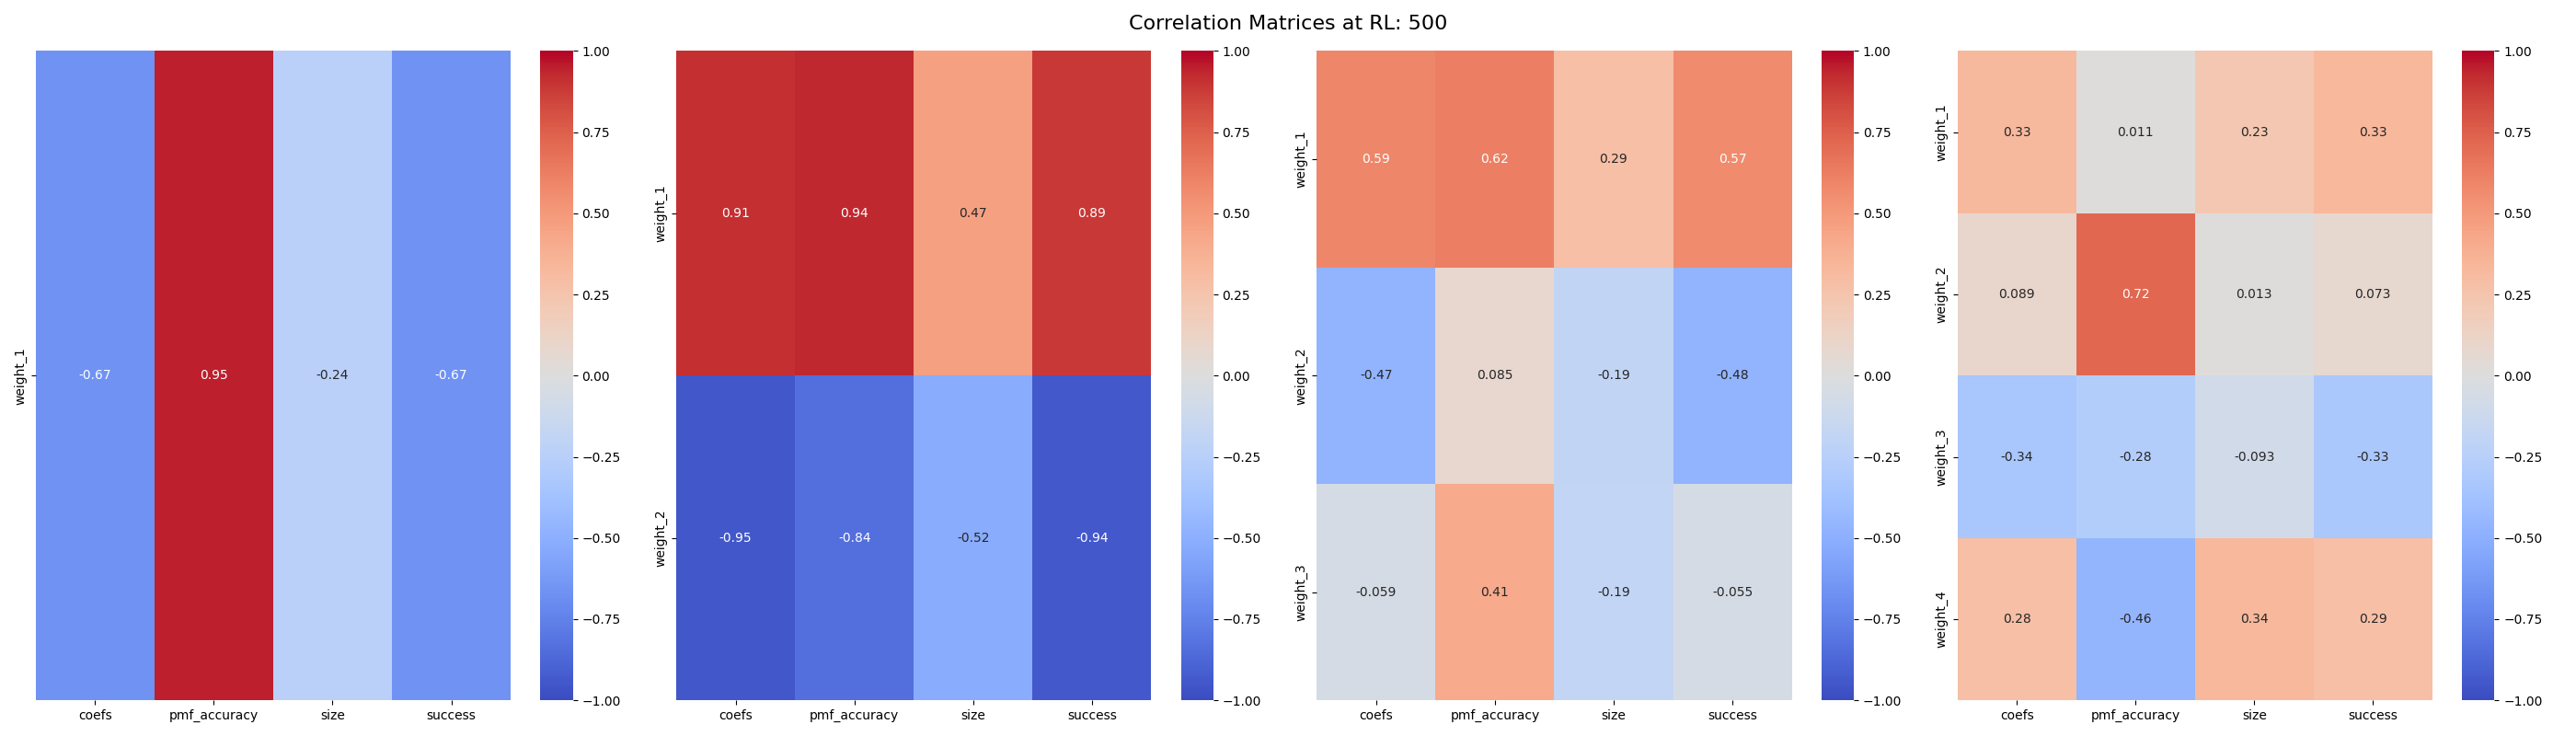 Correlation Matrices at RL: 500
weight_1
-0.67 0.95 -0.24 -0.67
coefs pmf_accuracy size success
1.00
0.75
0.50
0.25
0.00
−0.25
−0.50
−0.75
−1.00
weight_1
0.91 0.94 0.47 0.89
weight_2
-0.95 -0.84 -0.52 -0.94
coefs pmf_accuracy size success
1.00
0.75
0.50
0.25
0.00
−0.25
−0.50
−0.75
−1.00
weight_1
0.59 0.62 0.29 0.57
weight_2
-0.47 0.085 -0.19 -0.48
weight_3
-0.059 0.41 -0.19 -0.055
coefs pmf_accuracy size success
1.00
0.75
0.50
0.25
0.00
−0.25
−0.50
−0.75
−1.00
weight_1
0.33 0.011 0.23 0.33
weight_2
0.089 0.72 0.013 0.073
weight_3
-0.34 -0.28 -0.093 -0.33
weight_4
0.28 -0.46 0.34 0.29
coefs pmf_accuracy size success
1.00
0.75
0.50
0.25
0.00
−0.25
−0.50
−0.75
−1.00